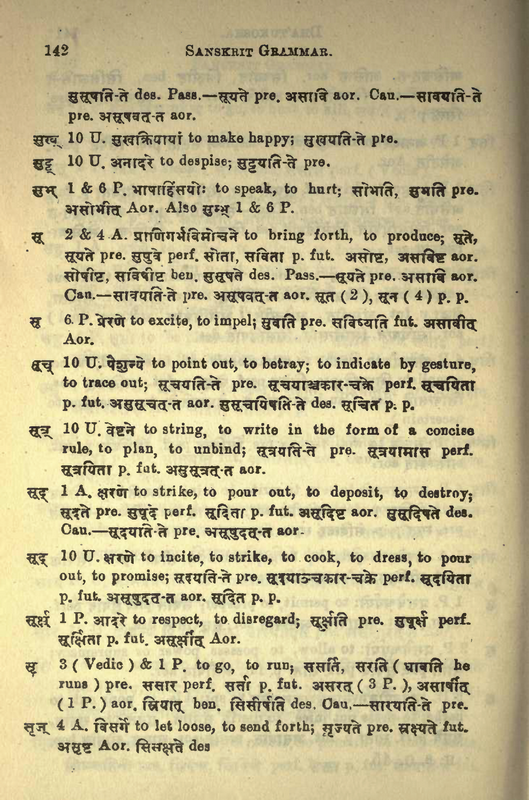 142 SANSKRIT GRAMMAR.
सुसूषति-ते des. Pass.—सूयते pre. असावि aor. Cau.—सावयति-ते
pre. असूषवत्-त aor.
सुख् 10 U. सुखक्रियायां to make happy; सुखयति-ते pre.
सुट्ट् 10 U. अनादरे to despise; सुट्टयति-ते pre.
सुभ् 1 & 6 P. भाषाहिंसयोः to speak, to hurt; सोभति, सुभति pre.
असोभीत् Aor. Also सुम्भ् 1 & 6 P.
सू 2 & 4 A. प्राणिगर्भविमोचने to bring forth, to produce; सूते,
सूयते pre. सुषुवे perf. सोता, सविता p. fut. असोष्ट, असविष्ट aor.
सोषीष्ट, सविषीष्ट ben. सुसूषते des. Pass.—सूयते pre. असावि aor.
Cau.—सावयति-ते pre. असूषवत्-त aor. सूत ( 2 ), सून ( 4 ) p. p.
सू 6. P. प्रेरणे to excite, to impel; सुवति pre. सविष्यति fut. असावीत्
Aor.
सूच् 10 U. पैशुन्ये to point out, to betray; to indicate by gesture,
to trace out; सूचयति-ते pre. सूचयाञ्चकार-चक्रे perf. सूचयिता
p. fut. असुसूचत्-त aor. सुसूचयिषति-ते des. सूचित p. p.
सूत्र् 10 U. वेष्टने to string, to write in the form of a concise
rule, to plan, to unbind; सूत्रयति-ते pre. सूत्रयामास perf.
सूत्रयिता p. fut. असुसूत्रत्-त aor.
सूद् 1 A. क्षरणे to strike, to pour out, to deposit, to destroy;
सूदते pre. सुषूदे perf. सूदिता p. fut. असूदिष्ट aor. सुसूदिषते des.
Cau.—सूदयति-ते pre. असूषुदत्-त aor.
सूद् 10 U. क्षरणे to incite, to strike, to cook, to dress, to pour
out, to promise; सूदयति-ते pre. सूदयाञ्चकार-चक्रे perf. सूदयिता
p. fut. असूषुदत्-त aor. सूदित p. p.
सूर्क्ष् 1 P. आदरे to respect, to disregard; सूर्क्षति pre. सुषूर्क्ष perf.
सूर्क्षिता p. fut. असूर्क्षीत् Aor.
सृ 3 ( Vedic ) & 1 P. to go, to run; ससर्ति, सरति ( धावति he
runs ) pre. ससार perf. सर्ता p. fut. असरत् ( 3 P. ), असार्षीत्
( 1 P. ) aor. स्रियात् ben. सिसीर्षति des. Cau.—सारयति-ते pre.
सृज् 4 A. विसर्गे to let loose, to send forth; सृज्यते pre. स्रक्ष्यते fut.
असृष्ट Aor. सिसृक्षते des